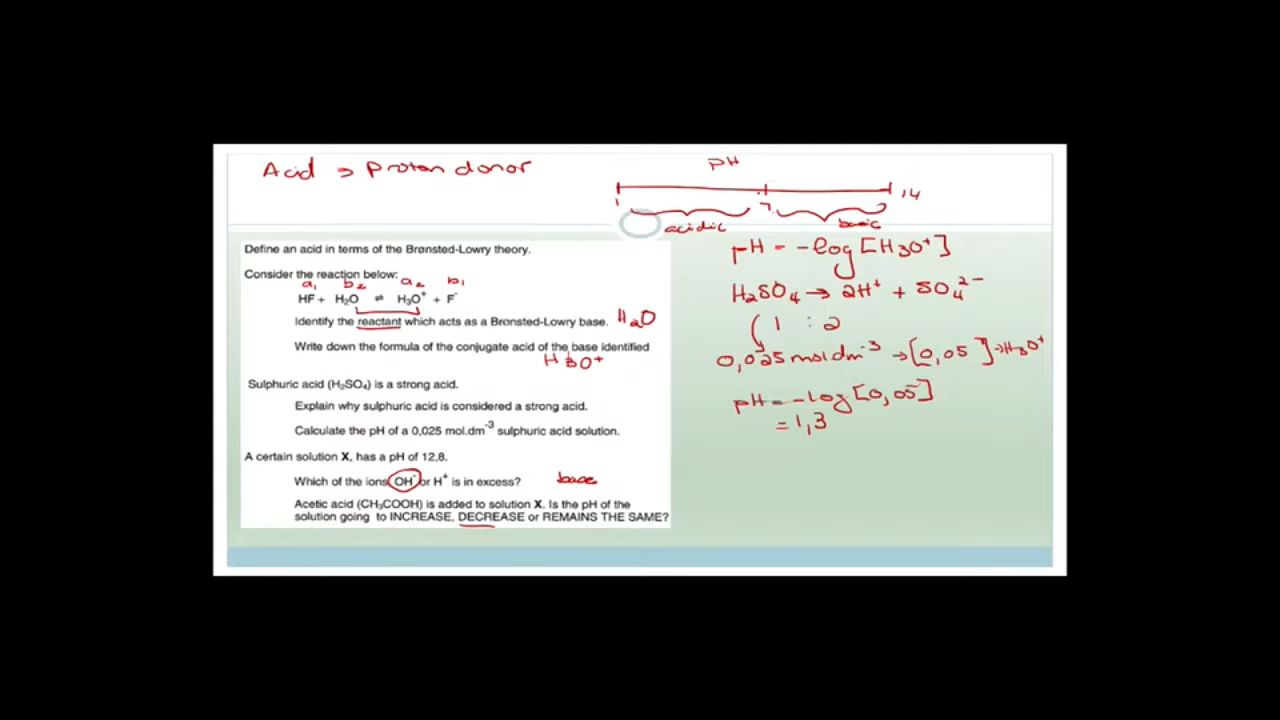 Acid → Proton donor
pH
1 7 14
acidic basic
Define an acid in terms of the Brønsted-Lowry theory.
Consider the reaction below:
a₁ b₂ a₂ b₁
HF + H₂O ⇌ H₃O⁺ + F⁻
Identify the reactant which acts as a Brønsted-Lowry base. H₂O
Write down the formula of the conjugate acid of the base identified
H₃O⁺
Sulphuric acid (H₂SO₄) is a strong acid.
Explain why sulphuric acid is considered a strong acid.
Calculate the pH of a 0,025 mol.dm⁻³ sulphuric acid solution.
A certain solution X, has a pH of 12,8.
Which of the ions OH⁻ or H⁺ is in excess? base
Acetic acid (CH₃COOH) is added to solution X. Is the pH of the
solution going to INCREASE, DECREASE or REMAINS THE SAME?
pH = -log [H₃O⁺]
H₂SO₄ → 2H⁺ + SO₄²⁻
1 : 2
0,025 mol dm⁻³ → [0,05] → H₃O⁺
pH = -log [0,05]
= 1,3